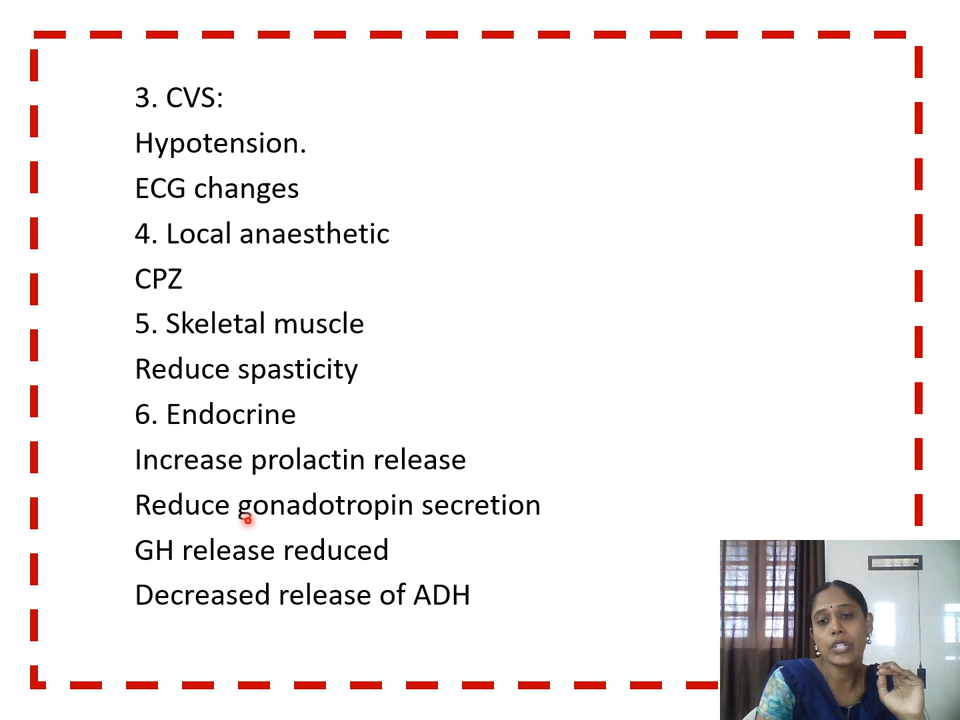 3. CVS:
Hypotension.
ECG changes
4. Local anaesthetic
CPZ
5. Skeletal muscle
Reduce spasticity
6. Endocrine
Increase prolactin release
Reduce gonadotropin secretion
GH release reduced
Decreased release of ADH